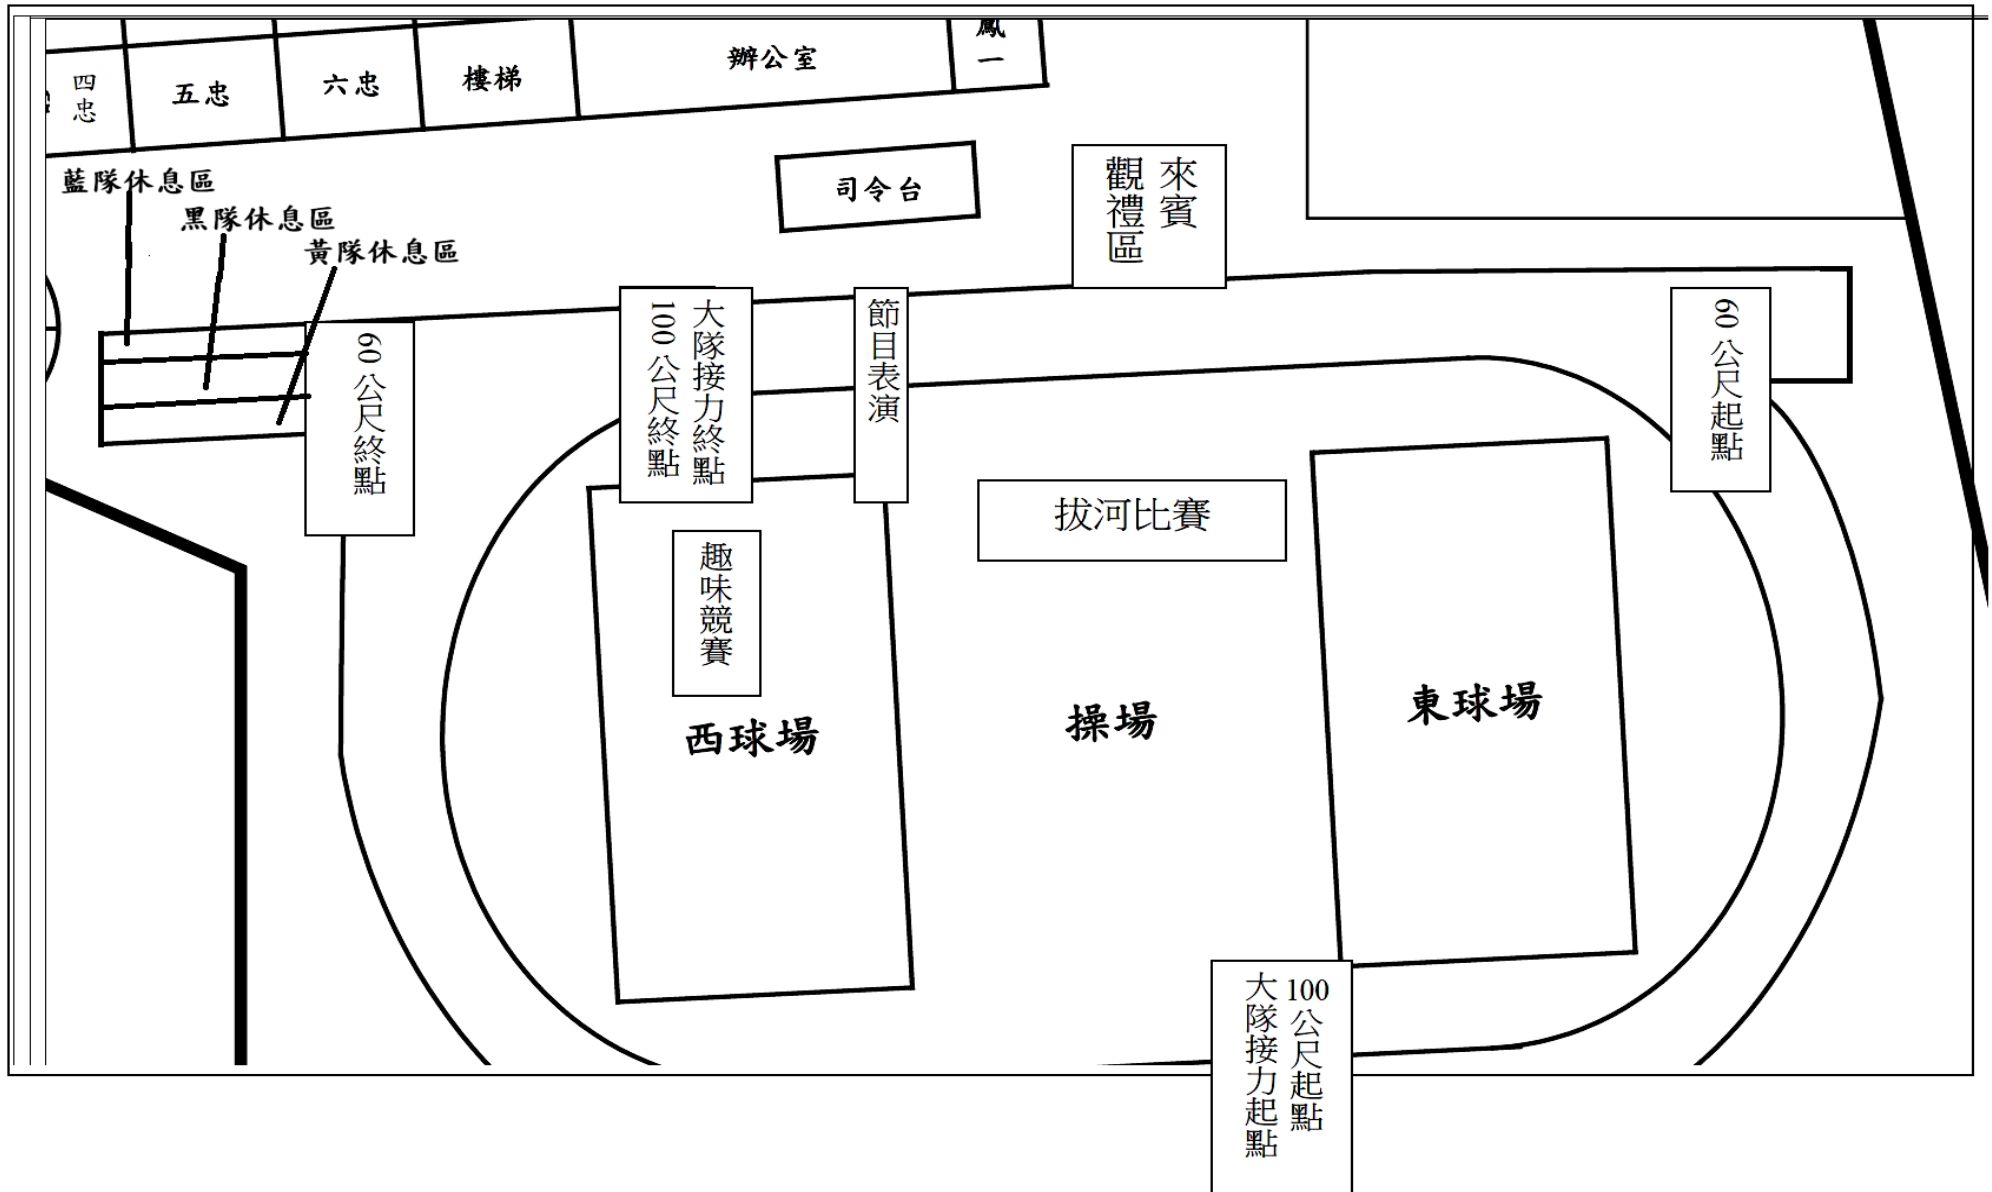 鳳一
四忠
五忠
六忠
樓梯
辦公室
藍隊休息區
黑隊休息區
黃隊休息區
司令台
來賓
觀禮區
60公尺終點
大隊接力終點
100公尺終點
節目表演
60公尺起點
拔河比賽
趣味競賽
西球場
操場
東球場
100公尺起點
大隊接力起點